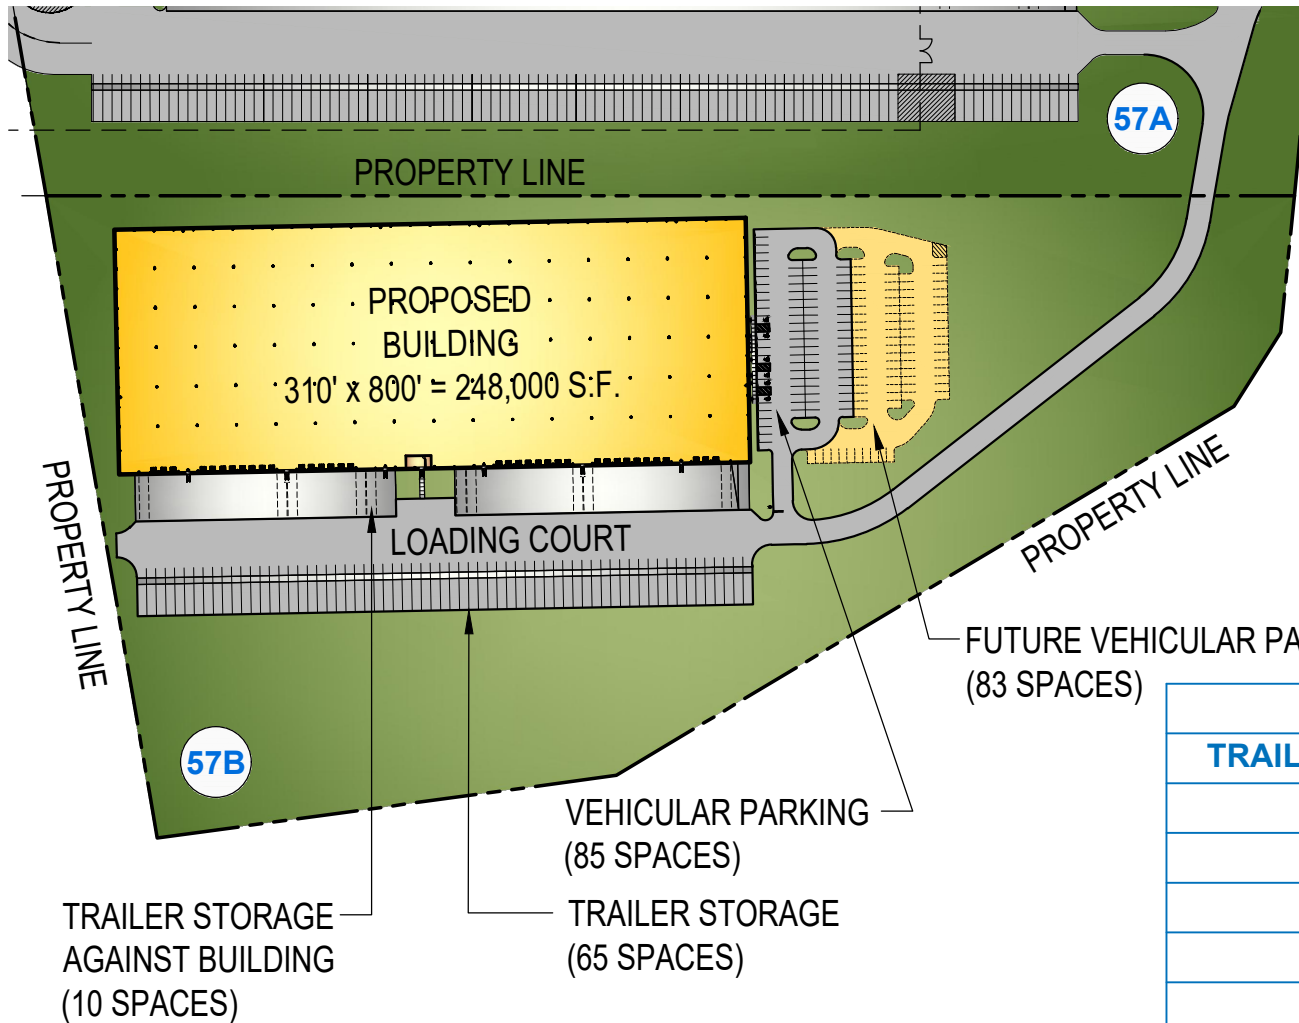 57A
PROPERTY LINE
PROPOSED
BUILDING
310' x 800' = 248,000 S.F.
PROPERTY LINE
LOADING COURT
PROPERTY LINE
FUTURE VEHICULAR PA
(83 SPACES)
TRAIL
57B
VEHICULAR PARKING
(85 SPACES)
TRAILER STORAGE
AGAINST BUILDING
(10 SPACES)
TRAILER STORAGE
(65 SPACES)